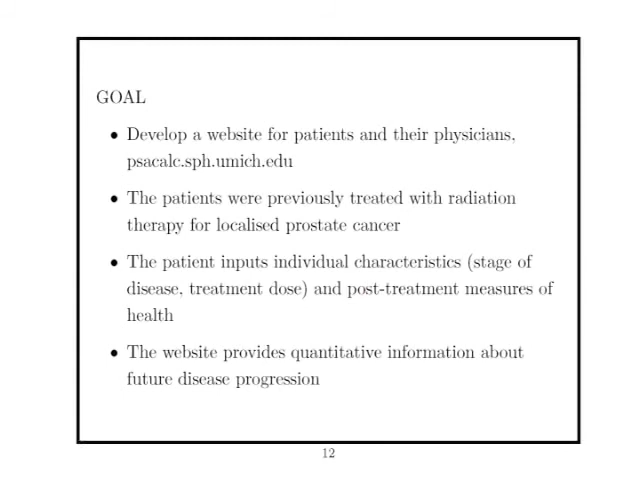 GOAL
• Develop a website for patients and their physicians,
psacalc.sph.umich.edu
• The patients were previously treated with radiation
therapy for localised prostate cancer
• The patient inputs individual characteristics (stage of
disease, treatment dose) and post-treatment measures of
health
• The website provides quantitative information about
future disease progression
12